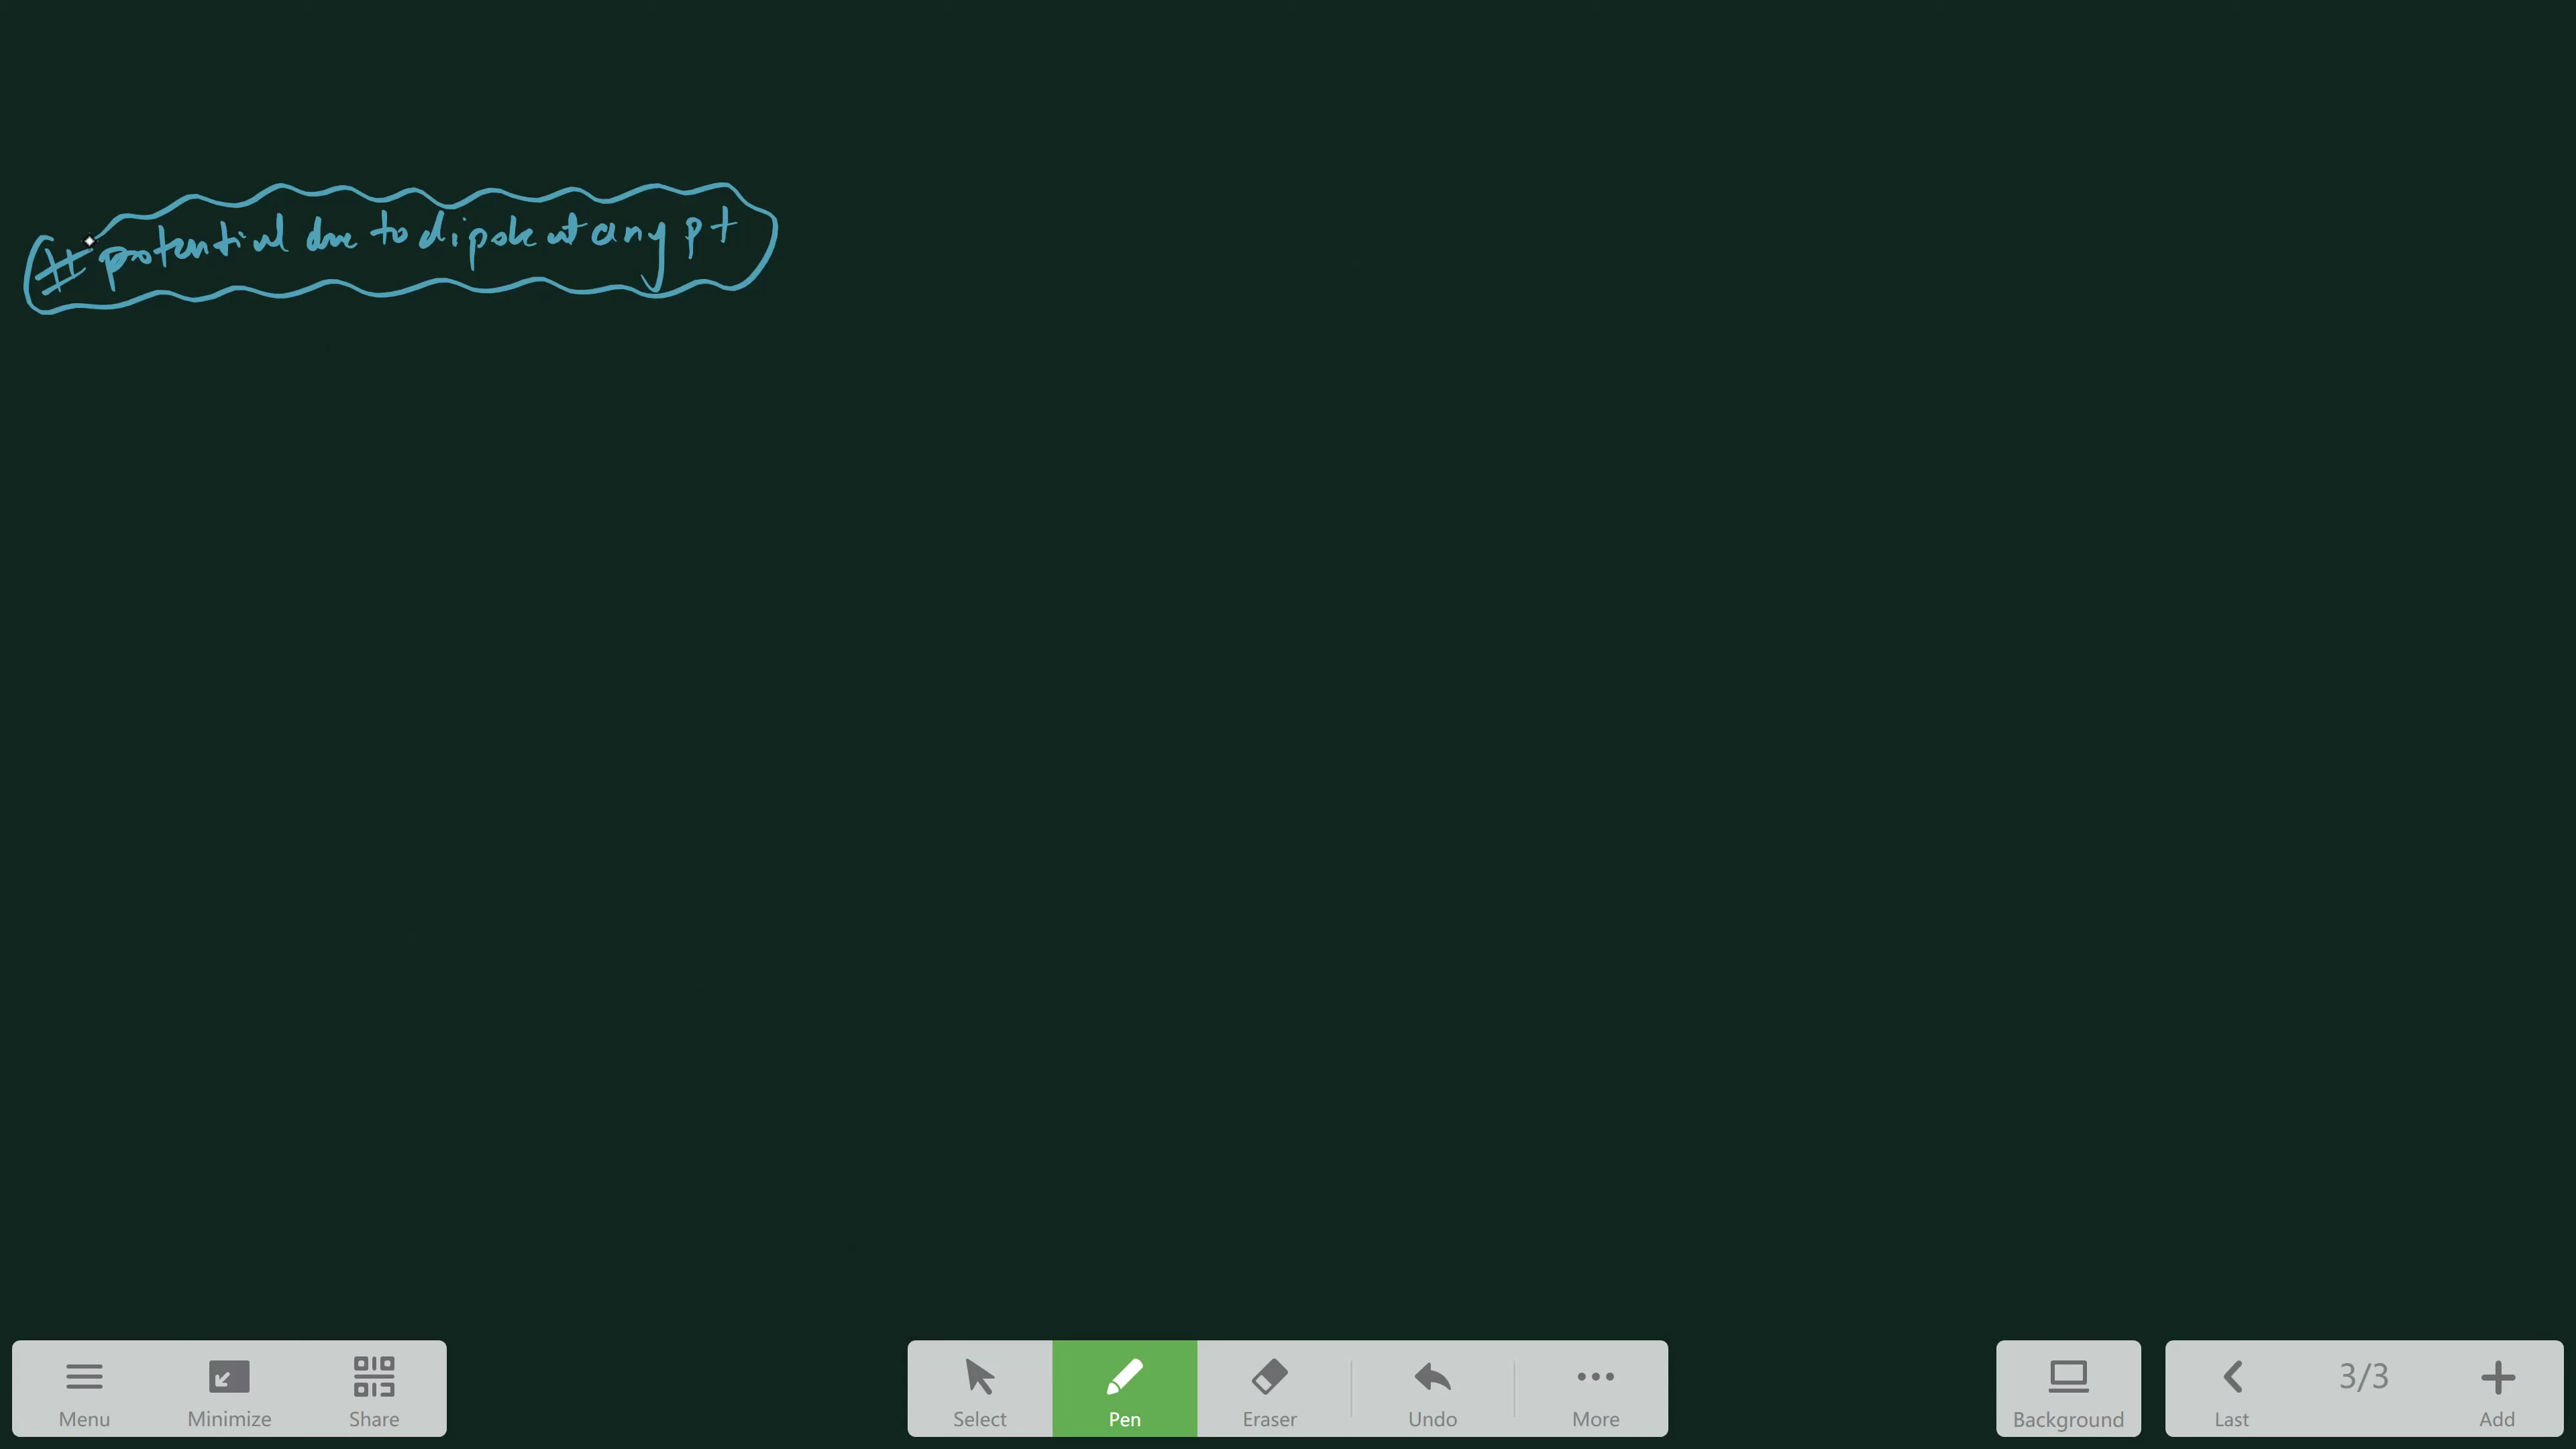 # potential due to dipole at any pt
Menu Minimize Share Select Pen Eraser Undo More Background Last 3/3 Add